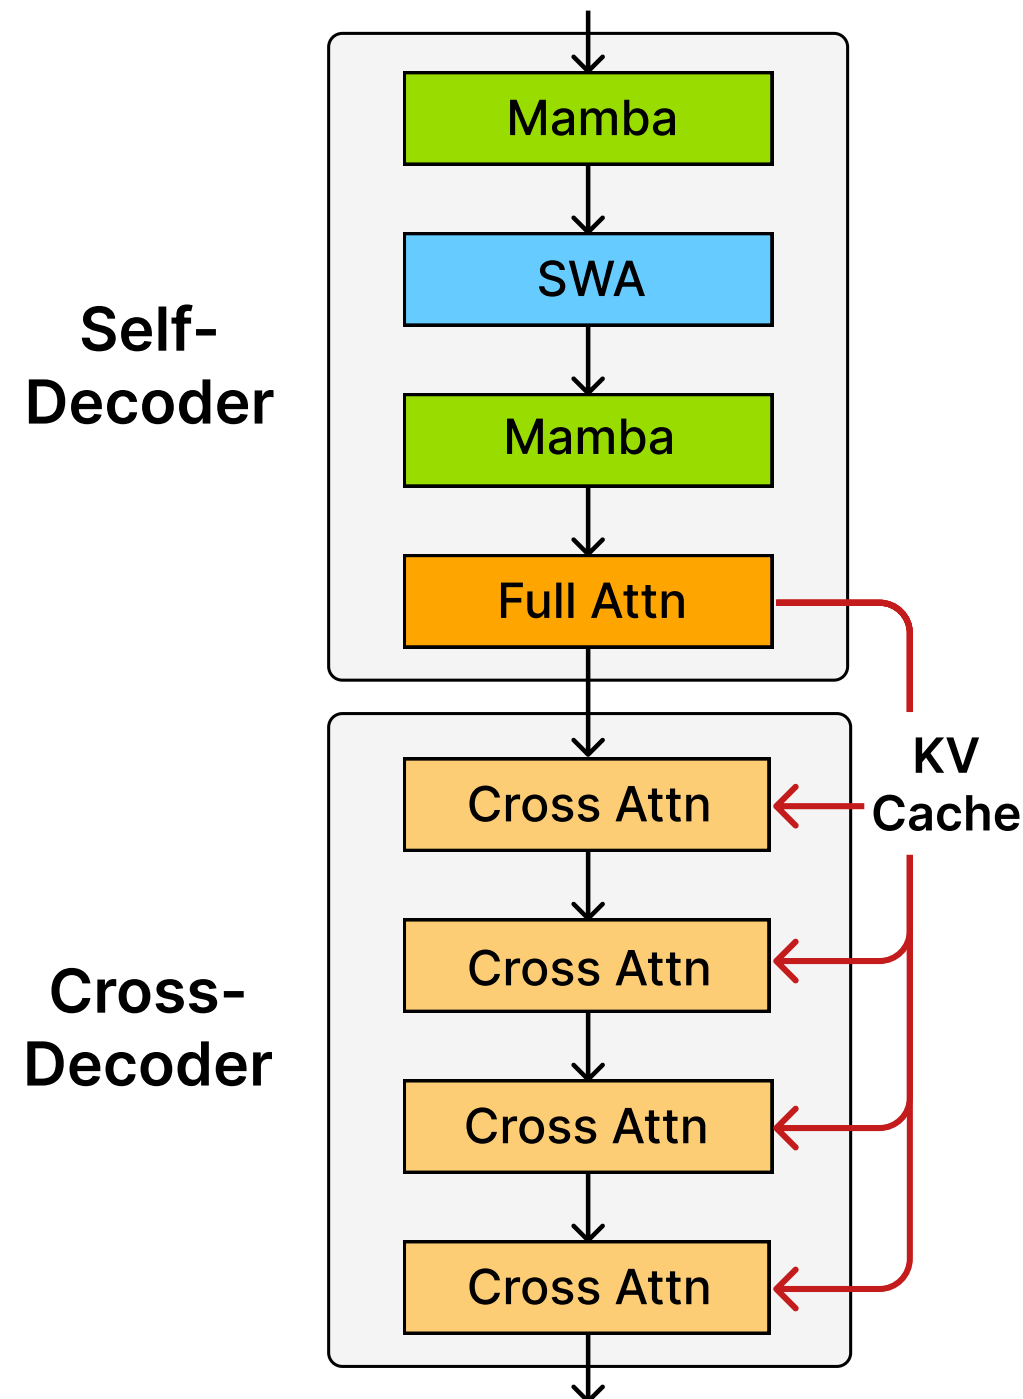 Mamba
SWA
Mamba
Full Attn
Self-
Decoder
KV
Cache
Cross Attn
Cross Attn
Cross Attn
Cross Attn
Cross-
Decoder